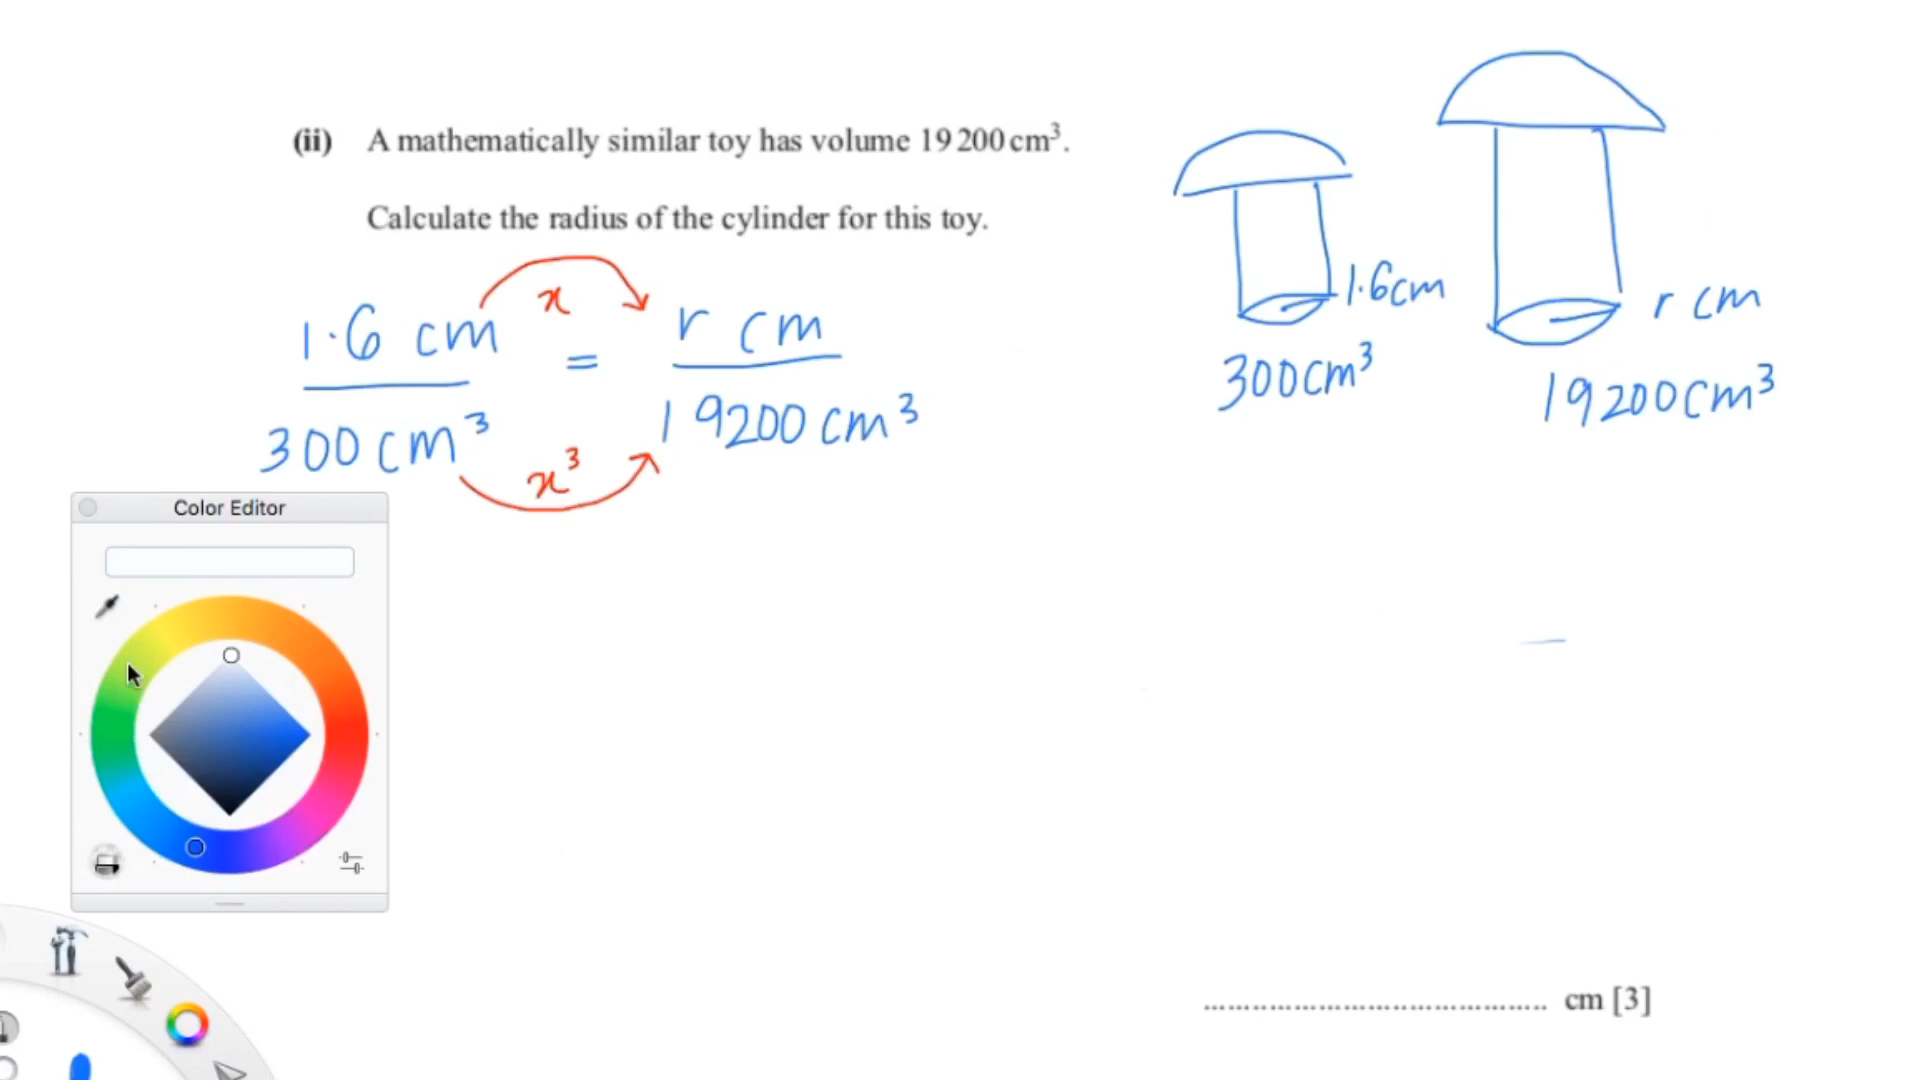 (ii) A mathematically similar toy has volume 19 200 cm³.
Calculate the radius of the cylinder for this toy.
x
1.6 cm = r cm
300 cm³ 19200 cm³
x³
1.6cm
r cm
300cm³
19200cm³
Color Editor
.......................................... cm [3]